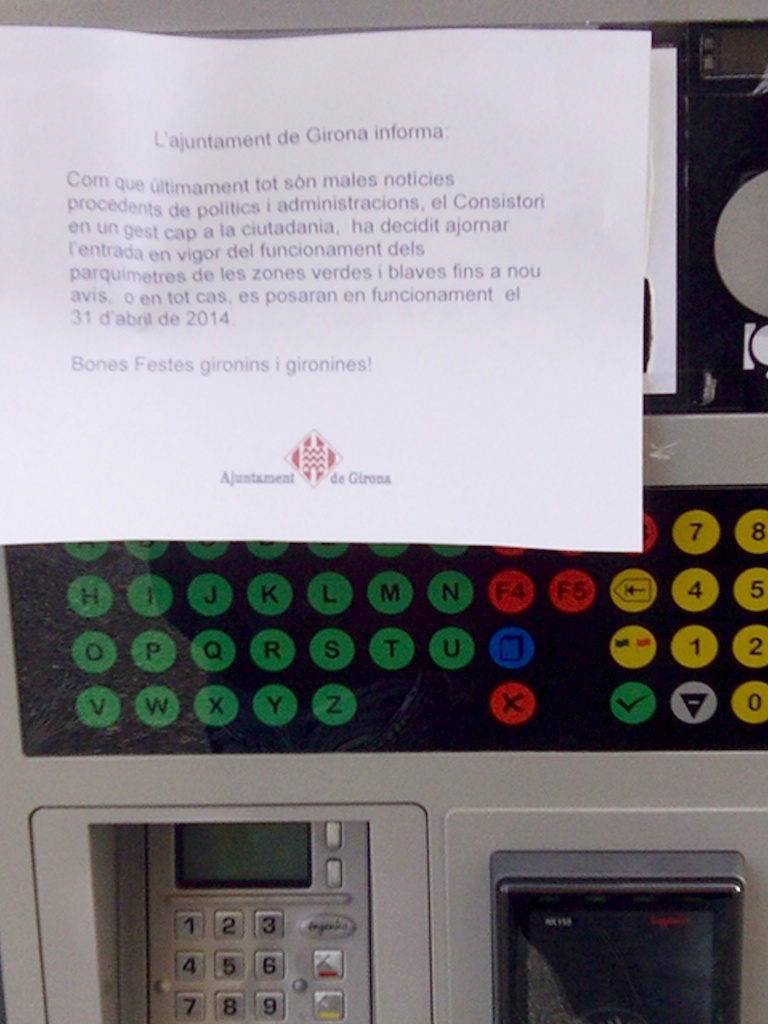 L'ajuntament de Girona informa:
Com que últimament tot són males noticies
procedents de polítics i administracions, el Consistori
en un gest cap a la ciutadania, ha decidit ajornar
l'entrada en vigor del funcionament dels
parquímetres de les zones verdes i blaves fins a nou
avís, o en tot cas, es posaran en funcionament el
31 d'abril de 2014.
Bones Festes gironins i gironines!
Ajuntament de Girona
7 8
H I J K L M N F4 F5 4 5
O P Q R S T U 1 2
V W X Y Z 0
1 2 3 ingenico
4 5 6
7 8 9